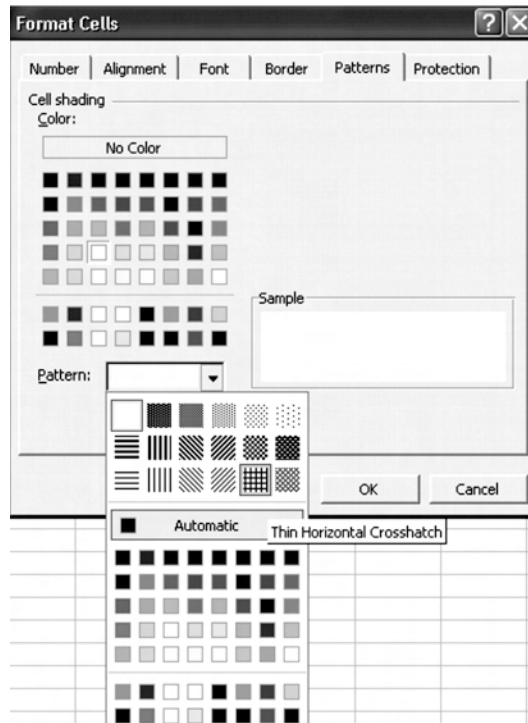 Format Cells
Number Alignment Font Border Patterns Protection
Cell shading
Color:
No Color
Sample
Pattern:
OK Cancel
Automatic
Thin Horizontal Crosshatch